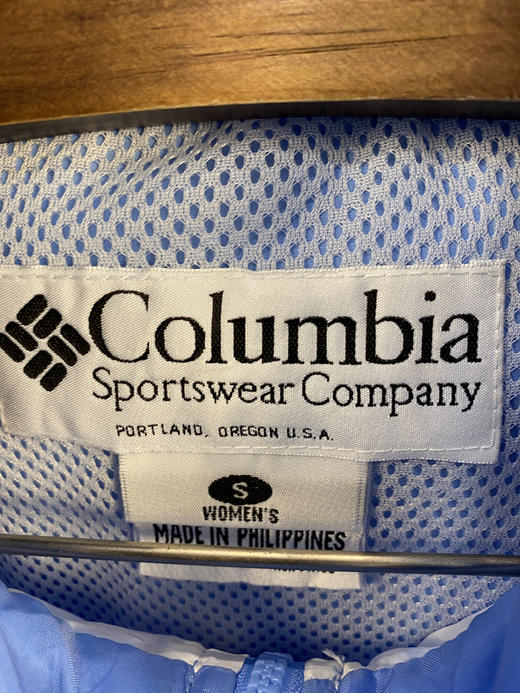 Columbia
Sportswear Company
PORTLAND, OREGON U.S.A.
S
WOMEN'S
MADE IN PHILIPPINES